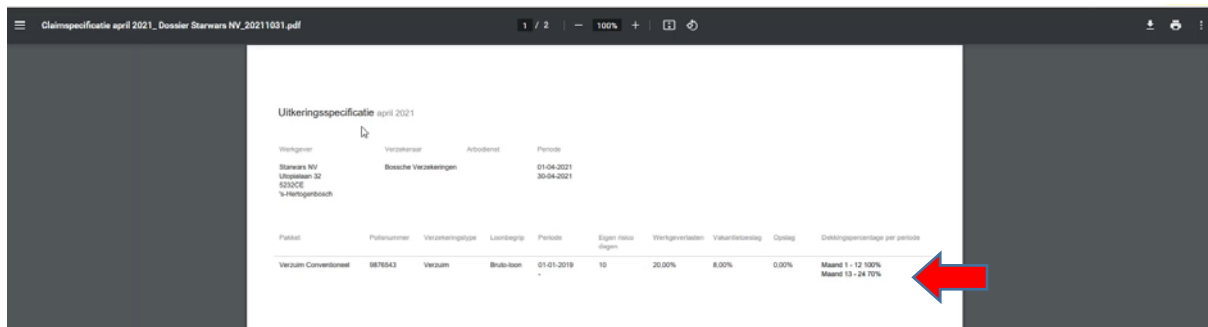 Claimspecificatie april 2021_ Dossier Starwars NV_20211031.pdf 1 / 2 100%
Uitkeringsspecificatie april 2021
Werkgever Verzekeraar Arbodienst Periode
Starwars NV Bossche Verzekeringen 01-04-2021
Utopialaan 32 30-04-2021
5232CE
's-Hertogenbosch
Pakket Polisnummer Verzekeringstype Loonbegrip Periode Eigen risico Werkgeverlasten Vakantietoeslag Opslag Dekkingspercentage per periode
dagen
Verzuim Conventioneel 9876543 Verzuim Bruto-loon 01-01-2019 10 20,00% 8,00% 0,00% Maand 1 - 12 100%
- Maand 13 - 24 70%